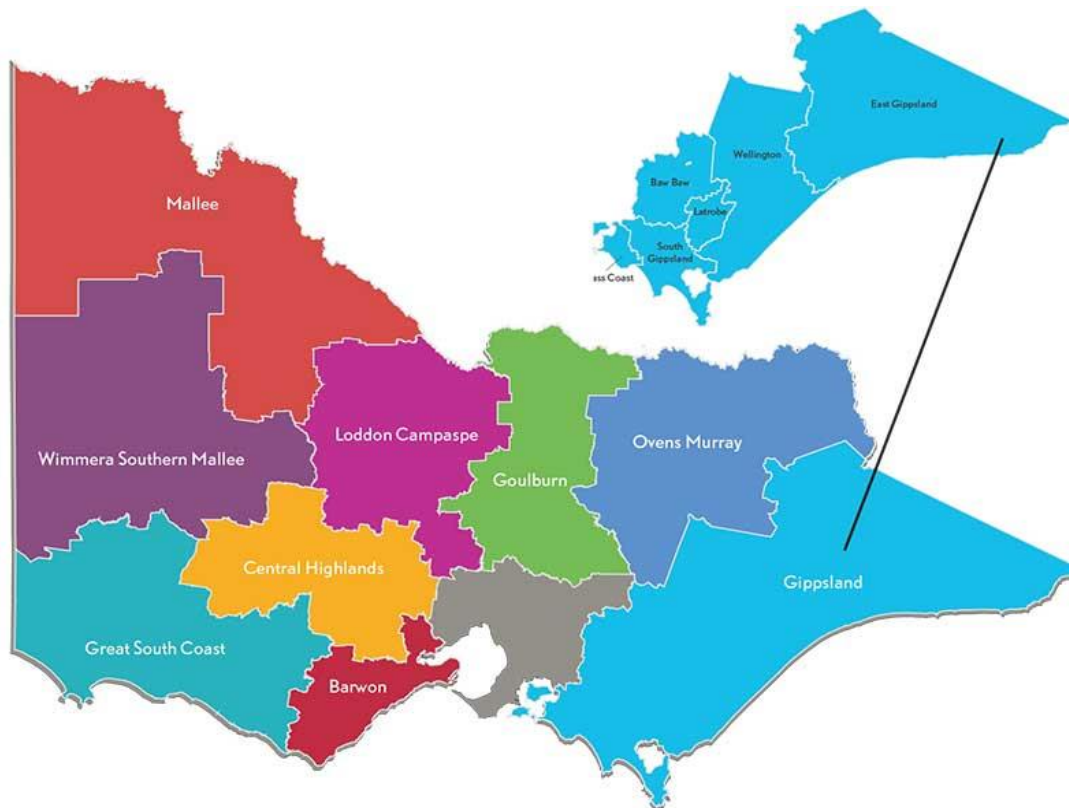 East Gippsland
Wellington
Baw Baw
Latrobe
South
Gippsland
ass Coast
Mallee
Loddon Campaspe
Ovens Murray
Wimmera Southern Mallee
Goulburn
Central Highlands
Gippsland
Great South Coast
Barwon